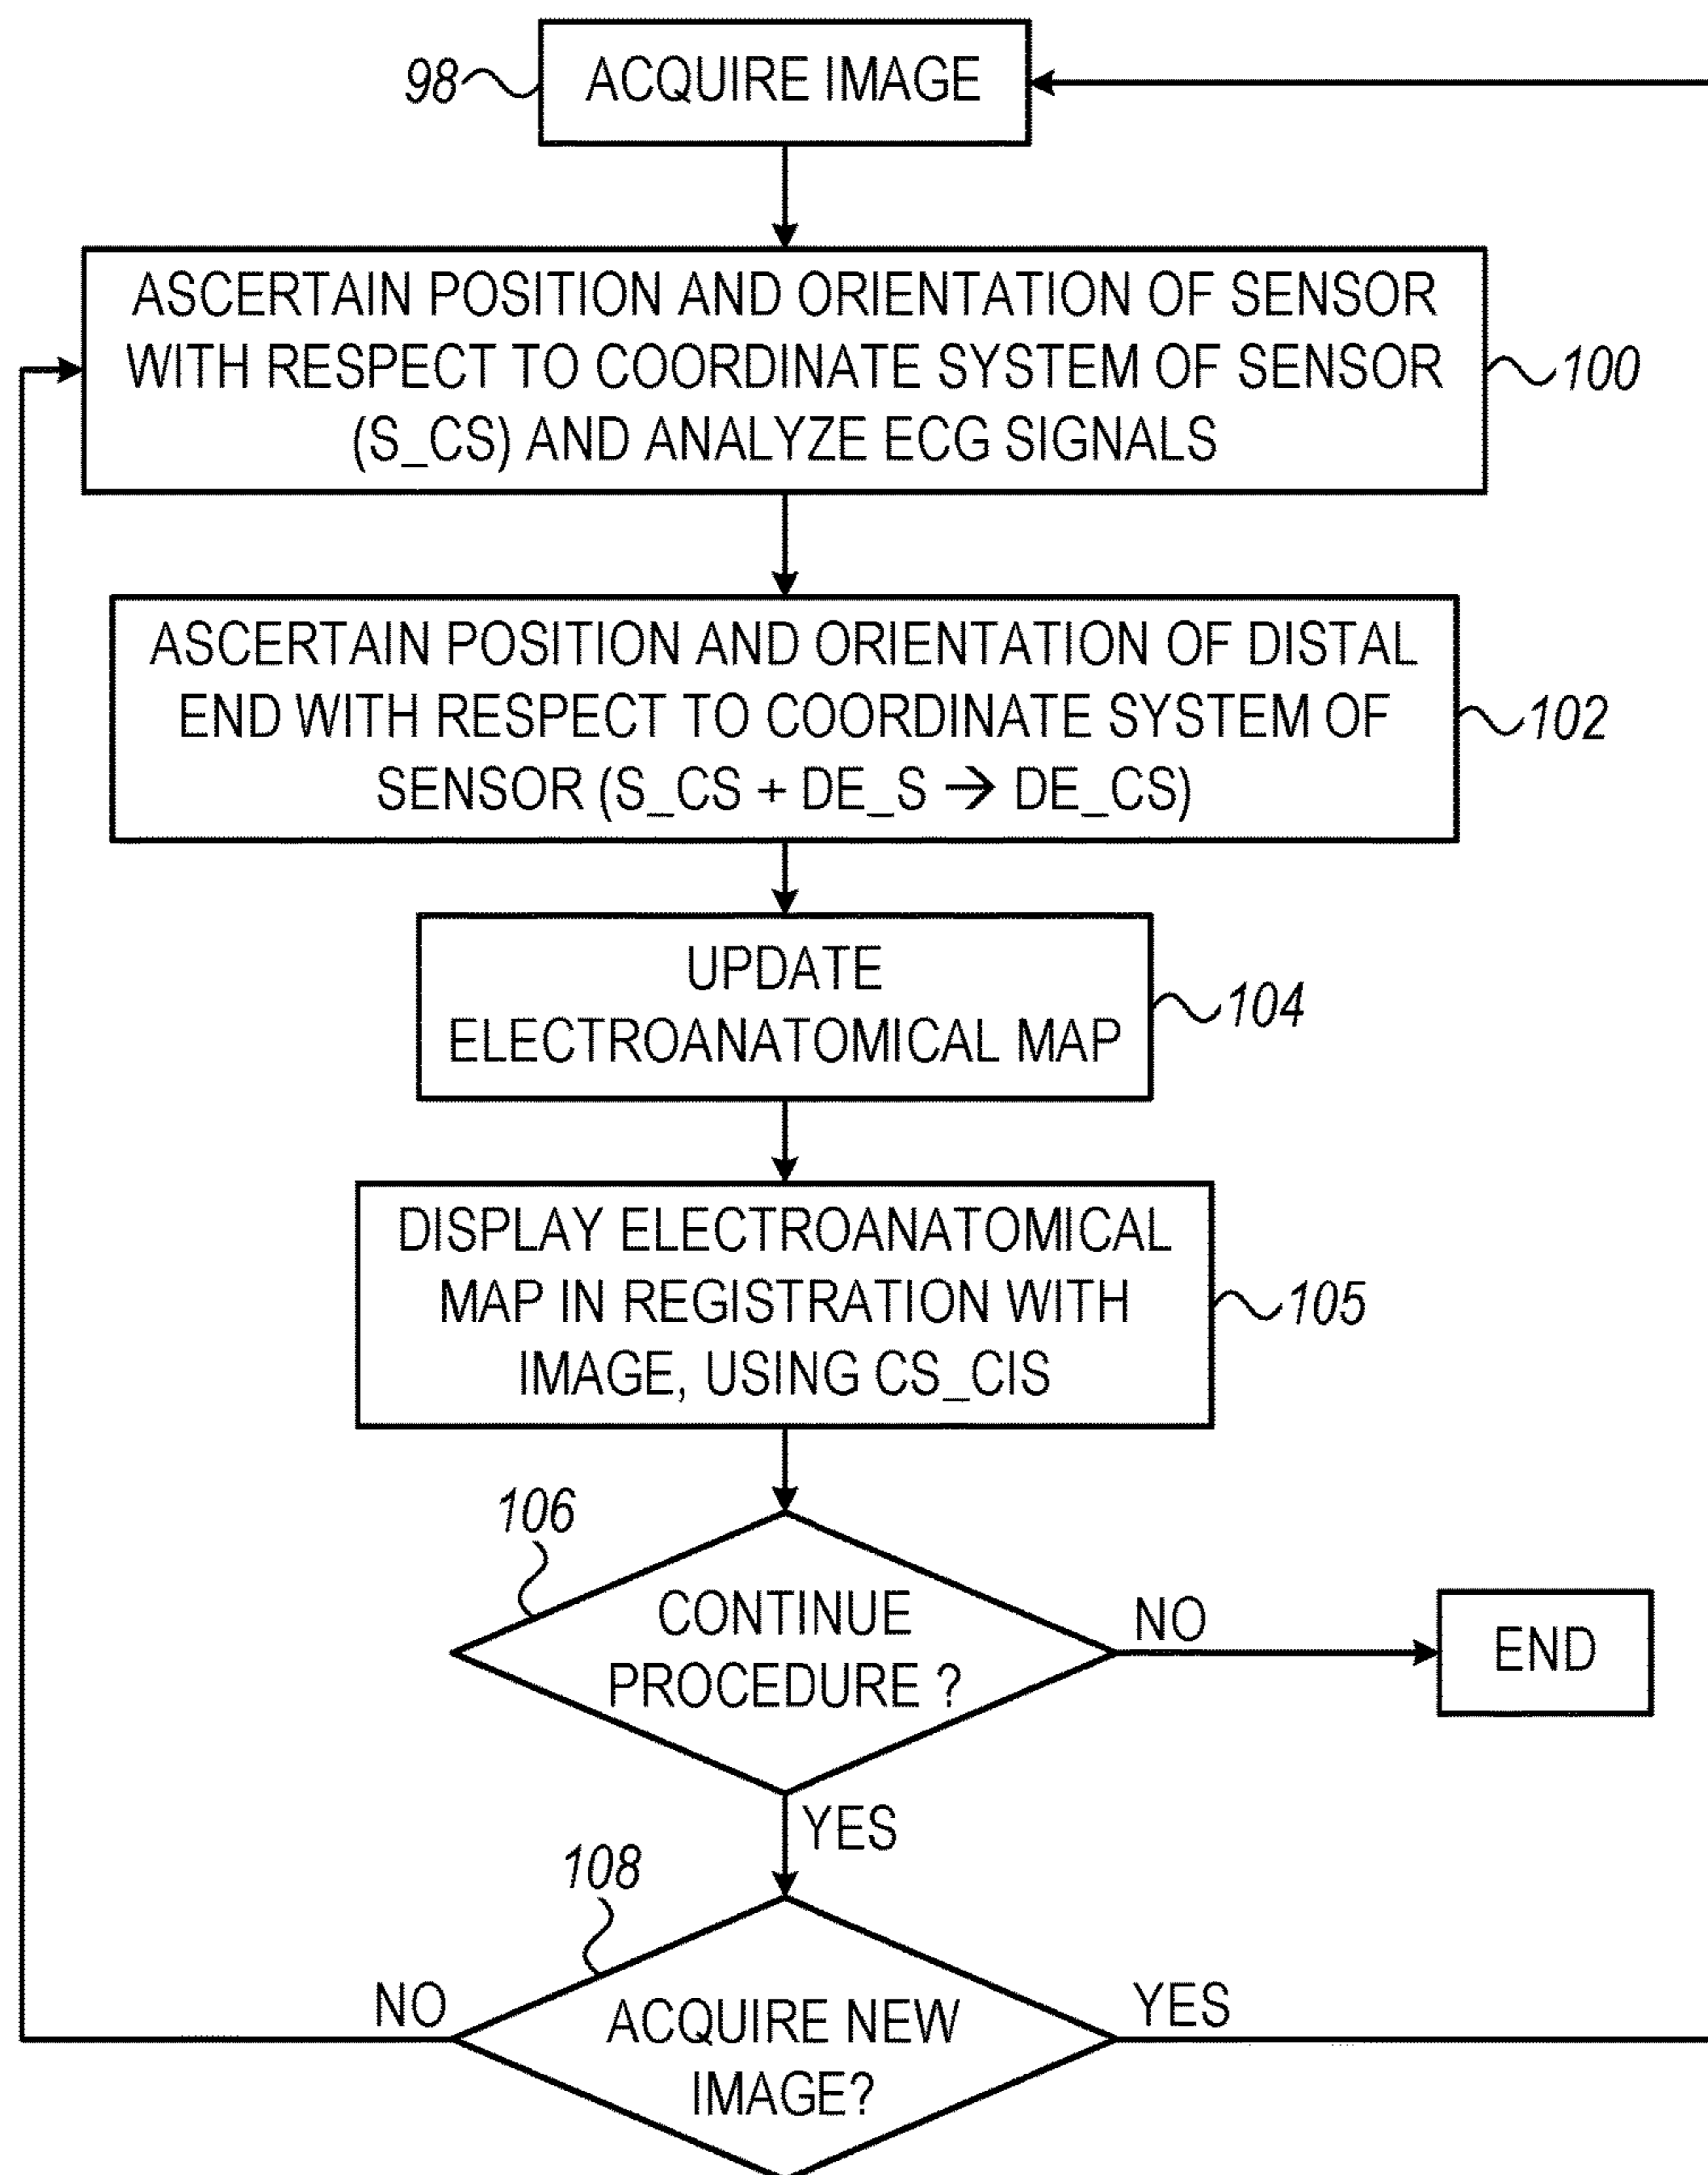 98
ACQUIRE IMAGE
ASCERTAIN POSITION AND ORIENTATION OF SENSOR
WITH RESPECT TO COORDINATE SYSTEM OF SENSOR
(S_CS) AND ANALYZE ECG SIGNALS
100
ASCERTAIN POSITION AND ORIENTATION OF DISTAL
END WITH RESPECT TO COORDINATE SYSTEM OF
SENSOR (S_CS + DE_S → DE_CS)
102
UPDATE
ELECTROANATOMICAL MAP
104
DISPLAY ELECTROANATOMICAL
MAP IN REGISTRATION WITH
IMAGE, USING CS_CIS
105
106
CONTINUE
PROCEDURE ?
NO
END
YES
108
NO
ACQUIRE NEW
IMAGE?
YES